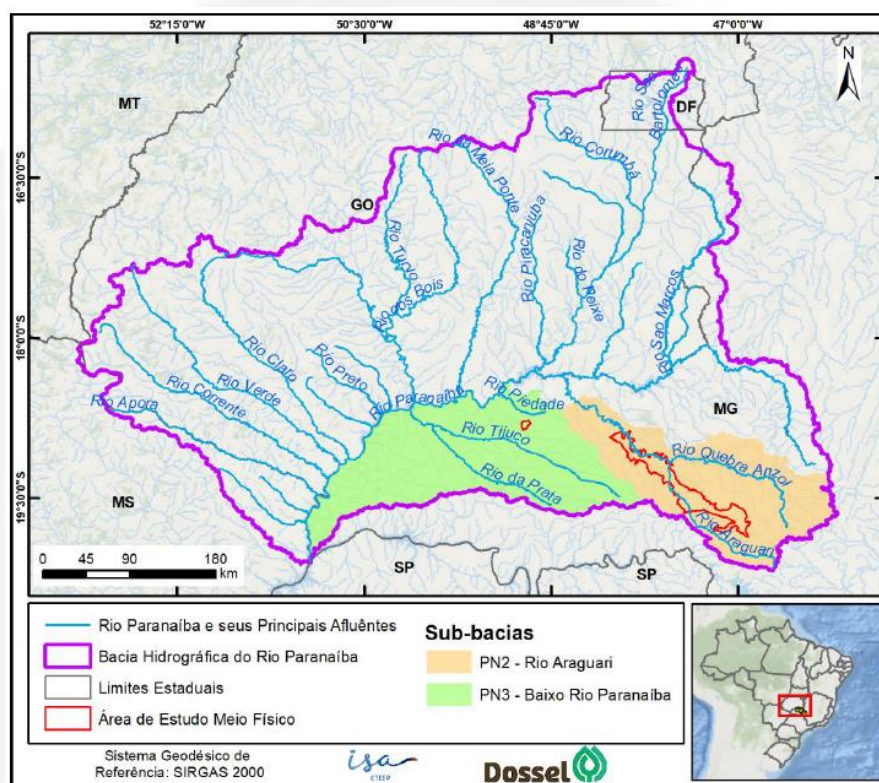 52°15'0"W 50°30'0"W 48°45'0"W 47°0'0"W
N
MT
DF
Rio São
Bartolomeu
Rio Corumbá
Rio da Meia Ponte
16°30'0"S
GO
Rio Turvo
Rio Piracanjuba
Rio dos Bois
Rio do Peixe
Rio Sao Marcos
18°0'0"S
Rio Claro
Rio Preto
Rio Verde
Rio Corrente
Rio Apora
Rio Paranaíba
Rio Piedade
MG
Rio Tijuco
Rio Quebra Anzol
Rio da Prata
19°30'0"S
MS
Rio Araguari
0 45 90 180
km
SP
SP
Rio Paranaíba e seus Principais Afluêntes
Bacia Hidrográfica do Rio Paranaíba
Limites Estaduais
Área de Estudo Meio Físico
Sub-bacias
PN2 - Rio Araguari
PN3 - Baixo Rio Paranaíba
Sistema Geodésico de
Referência: SIRGAS 2000
isa
CTEEP
Dossel